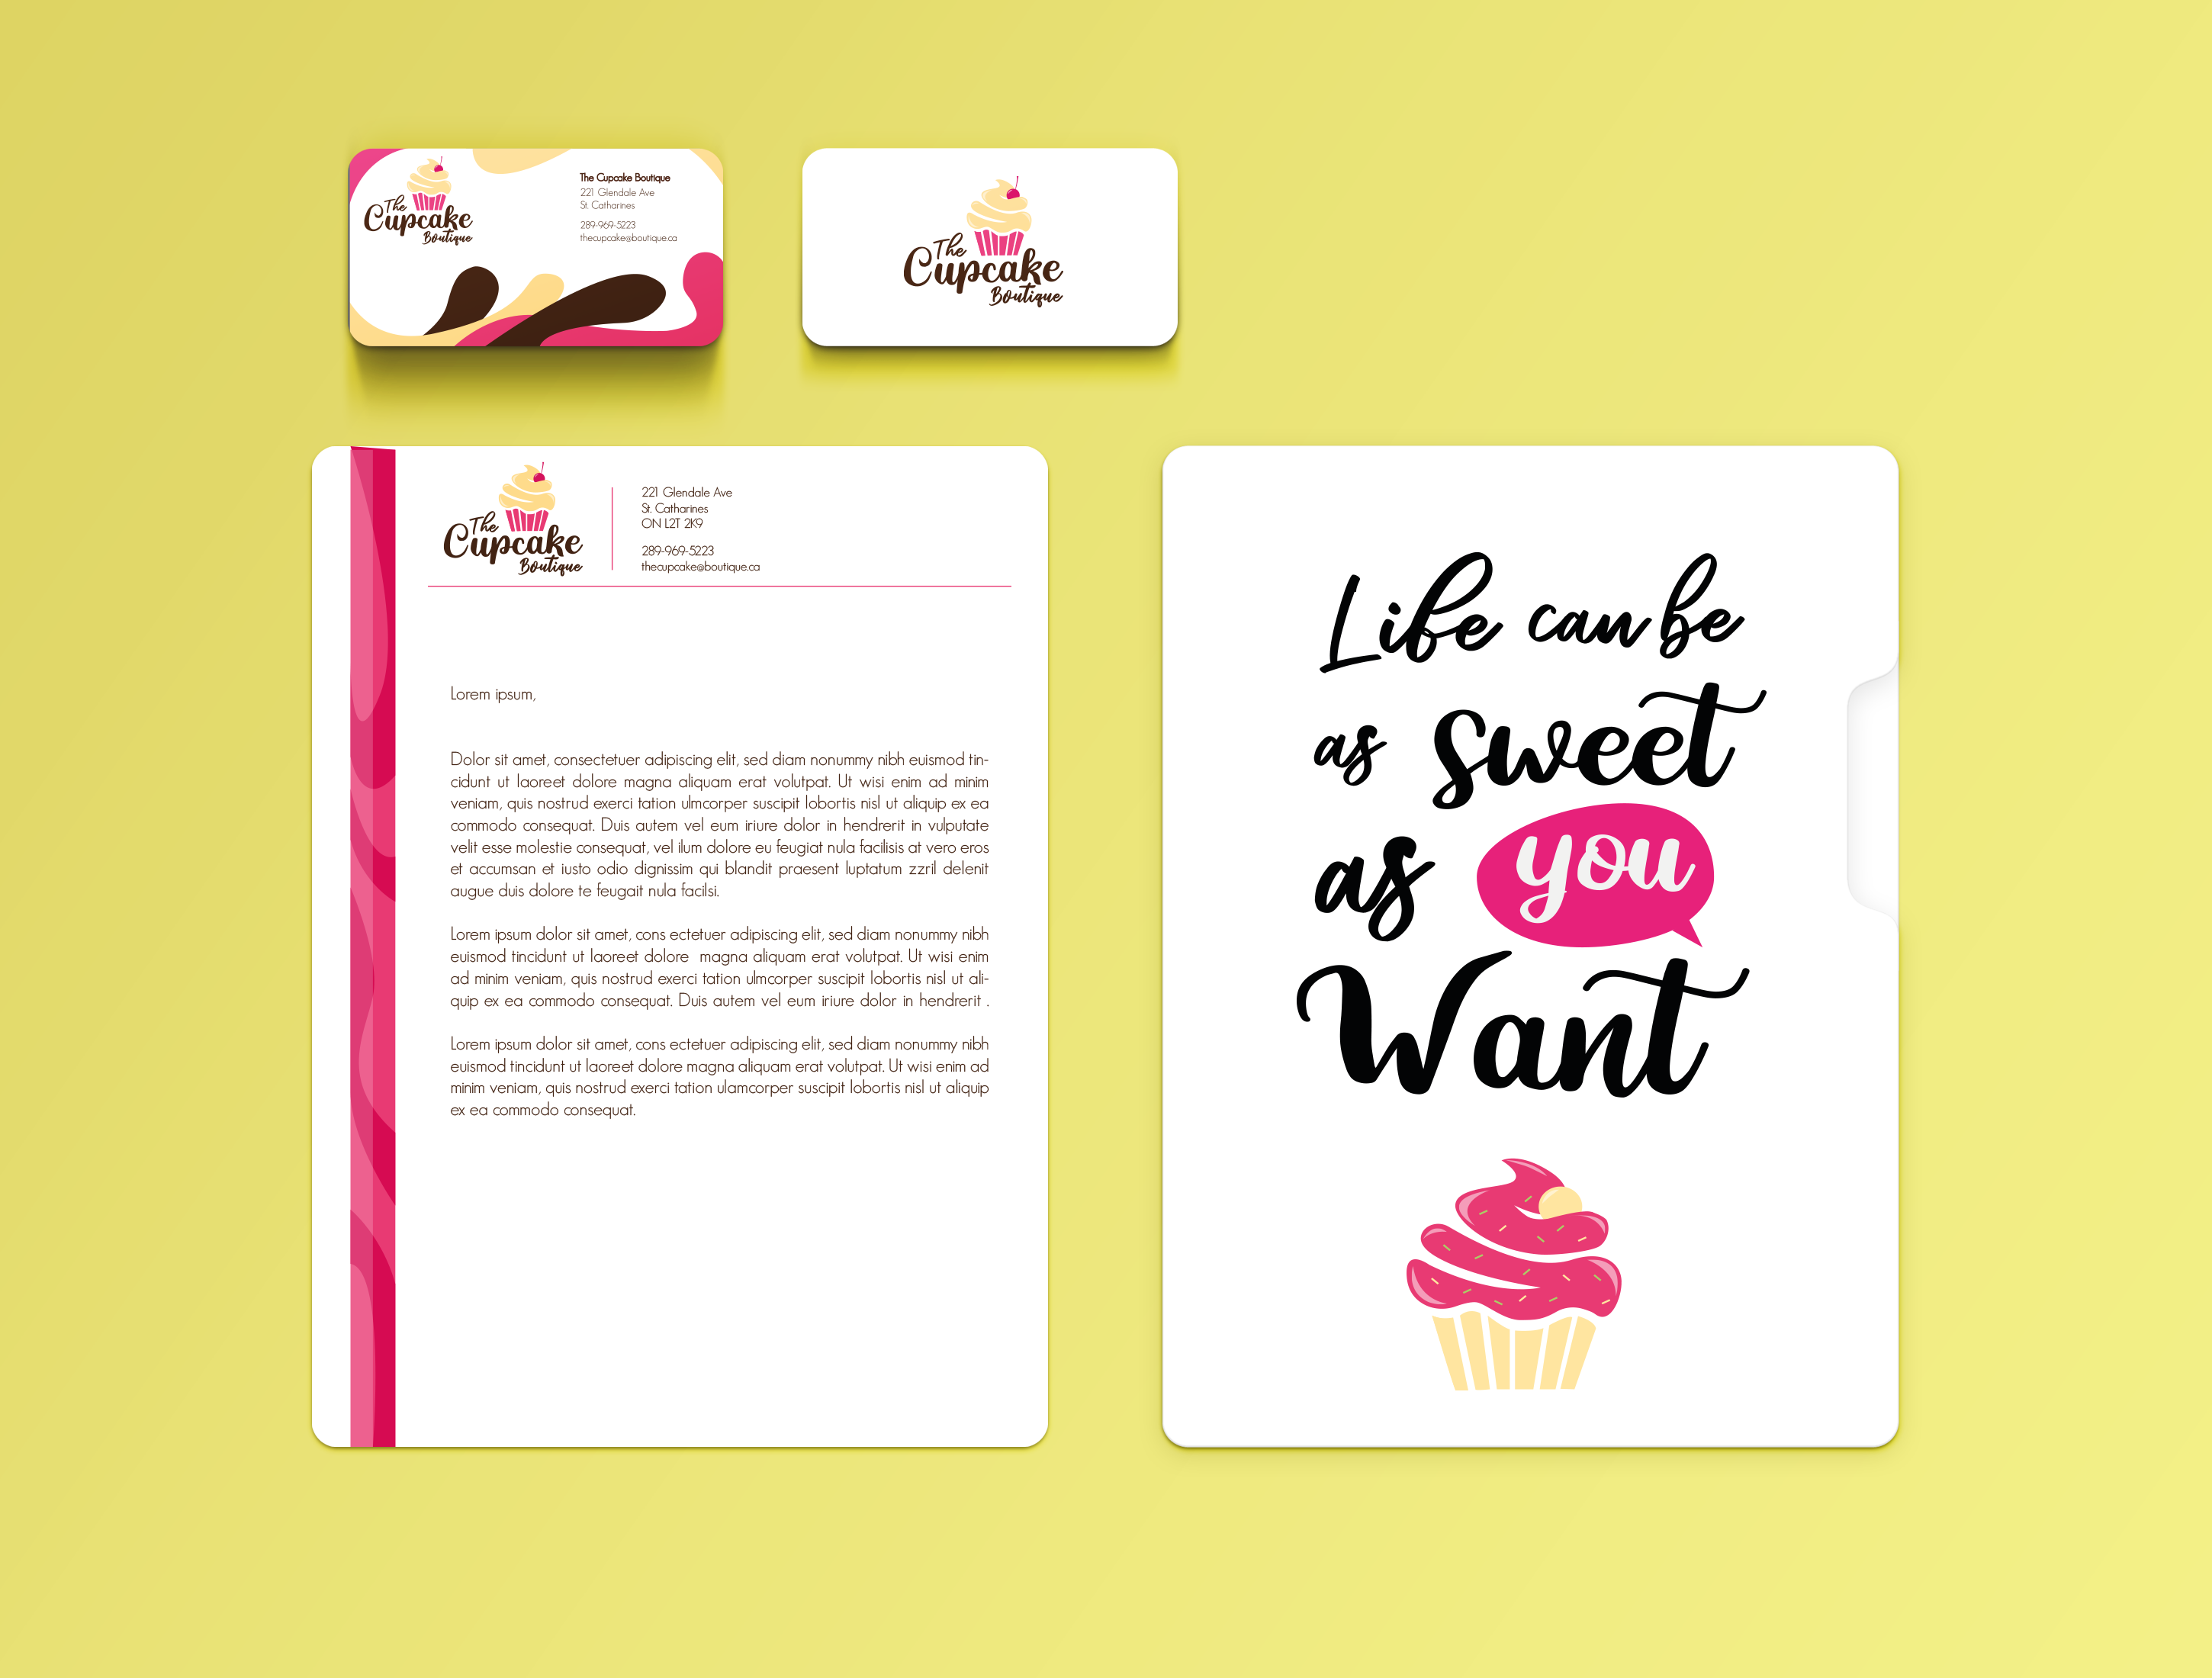 The
Cupcake
Boutique
The Cupcake Boutique
221 Glendale Ave
St. Catharines
289-969-5223
thecupcake@boutique.ca
The
Cupcake
Boutique
The
Cupcake
Boutique
221 Glendale Ave
St. Catharines
ON L2T 2K9
289-969-5223
thecupcake@boutique.ca
Lorem ipsum,
Dolor sit amet, consectetuer adipiscing elit, sed diam nonummy nibh euismod tin-
cidunt ut laoreet dolore magna aliquam erat volutpat. Ut wisi enim ad minim
veniam, quis nostrud exerci tation ulmcorper suscipit lobortis nisl ut aliquip ex ea
commodo consequat. Duis autem vel eum iriure dolor in hendrerit in vulputate
velit esse molestie consequat, vel ilum dolore eu feugiat nula facilisis at vero eros
et accumsan et iusto odio dignissim qui blandit praesent luptatum zzril delenit
augue duis dolore te feugait nula facilsi.
Lorem ipsum dolor sit amet, cons ectetuer adipiscing elit, sed diam nonummy nibh
euismod tincidunt ut laoreet dolore  magna aliquam erat volutpat. Ut wisi enim
ad minim veniam, quis nostrud exerci tation ulmcorper suscipit lobortis nisl ut ali-
quip ex ea commodo consequat. Duis autem vel eum iriure dolor in hendrerit .
Lorem ipsum dolor sit amet, cons ectetuer adipiscing elit, sed diam nonummy nibh
euismod tincidunt ut laoreet dolore magna aliquam erat volutpat. Ut wisi enim ad
minim veniam, quis nostrud exerci tation ulamcorper suscipit lobortis nisl ut aliquip
ex ea commodo consequat.
Life can be
as sweet
as you
Want